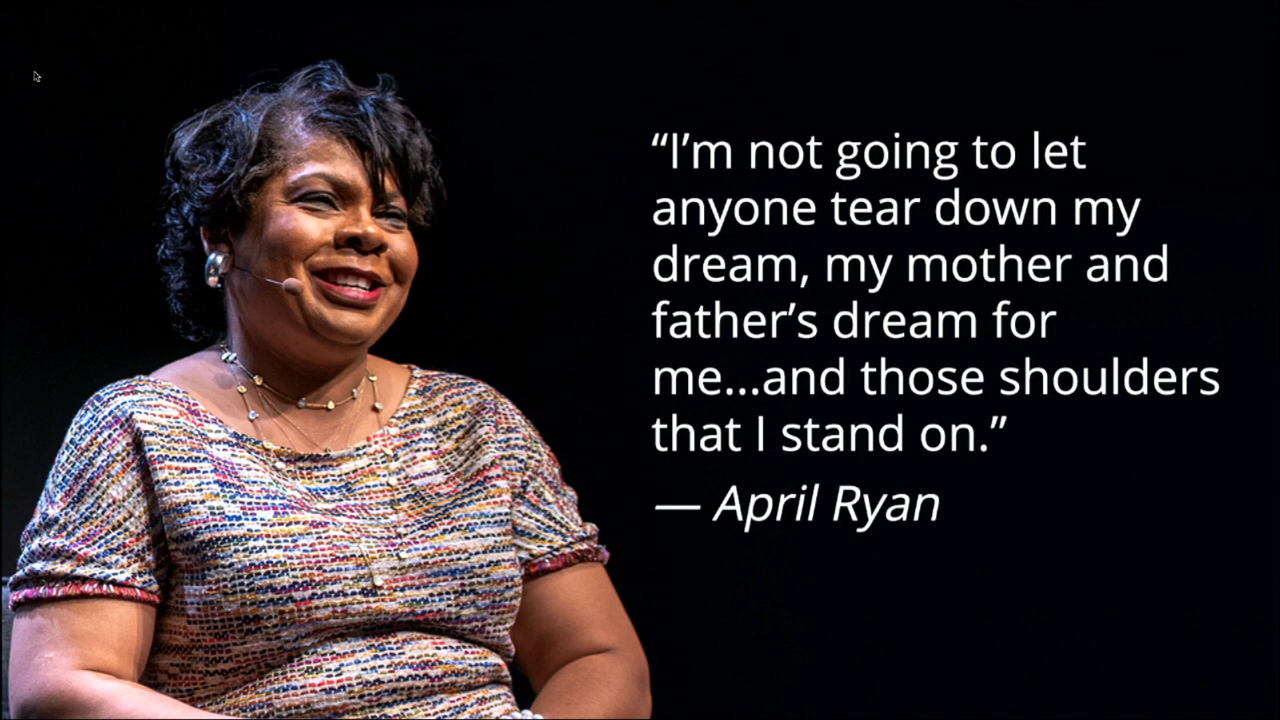 “I’m not going to let
anyone tear down my
dream, my mother and
father’s dream for
me...and those shoulders
that I stand on.”
— April Ryan